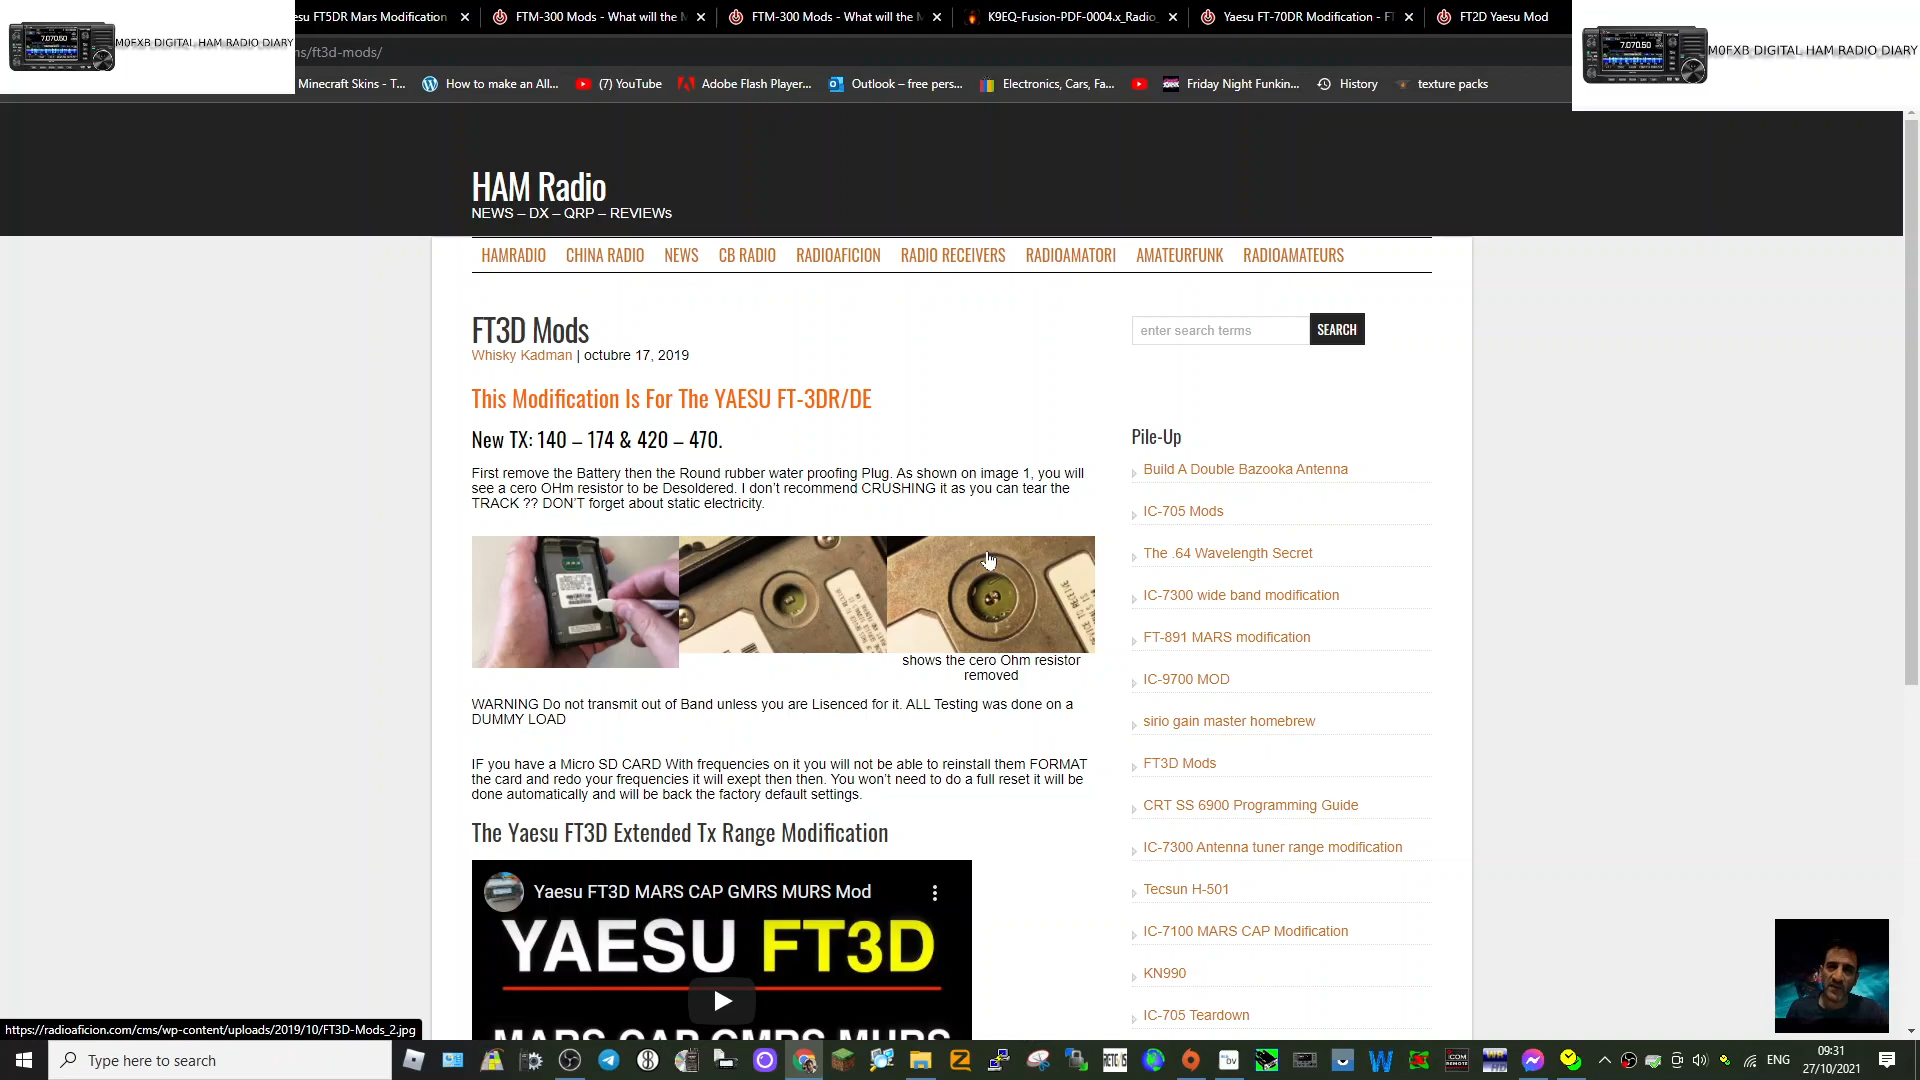 esu FT5DR Mars Modification
FTM-300 Mods - What will the M
FTM-300 Mods - What will the M
K9EQ-Fusion-PDF-0004.x_Radio_
Yaesu FT-70DR Modification - FT
FT2D Yaesu Mod
M0FXB DIGITAL HAM RADIO DIARY
M0FXB DIGITAL HAM RADIO DIARY
7.070.50
7.070.50
ns/ft3d-mods/
Minecraft Skins - T...
How to make an All...
(7) YouTube
Adobe Flash Player...
Outlook – free pers...
Electronics, Cars, Fa...
Friday Night Funkin...
History
texture packs
HAM Radio
NEWS – DX – QRP – REVIEWs
HAMRADIO CHINA RADIO NEWS CB RADIO RADIOAFICION RADIO RECEIVERS RADIOAMATORI AMATEURFUNK RADIOAMATEURS
FT3D Mods
Whisky Kadman | octubre 17, 2019
This Modification Is For The YAESU FT-3DR/DE
New TX: 140 – 174 & 420 – 470.
First remove the Battery then the Round rubber water proofing Plug. As shown on image 1, you will
see a cero OHm resistor to be Desoldered. I don't recommend CRUSHING it as you can tear the
TRACK ?? DON'T forget about static electricity.
shows the cero Ohm resistor
removed
WARNING Do not transmit out of Band unless you are Lisenced for it. ALL Testing was done on a
DUMMY LOAD
IF you have a Micro SD CARD With frequencies on it you will not be able to reinstall them FORMAT
the card and redo your frequencies it will exept then then. You won't need to do a full reset it will be
done automatically and will be back the factory default settings.
The Yaesu FT3D Extended Tx Range Modification
Yaesu FT3D MARS CAP GMRS MURS Mod
YAESU FT3D
MARS CAP GMRS MURS
enter search terms
SEARCH
Pile-Up
Build A Double Bazooka Antenna
IC-705 Mods
The .64 Wavelength Secret
IC-7300 wide band modification
FT-891 MARS modification
IC-9700 MOD
sirio gain master homebrew
FT3D Mods
CRT SS 6900 Programming Guide
IC-7300 Antenna tuner range modification
Tecsun H-501
IC-7100 MARS CAP Modification
KN990
IC-705 Teardown
https://radioaficion.com/cms/wp-content/uploads/2019/10/FT3D-Mods_2.jpg
Type here to search
ENG
09:31
27/10/2021